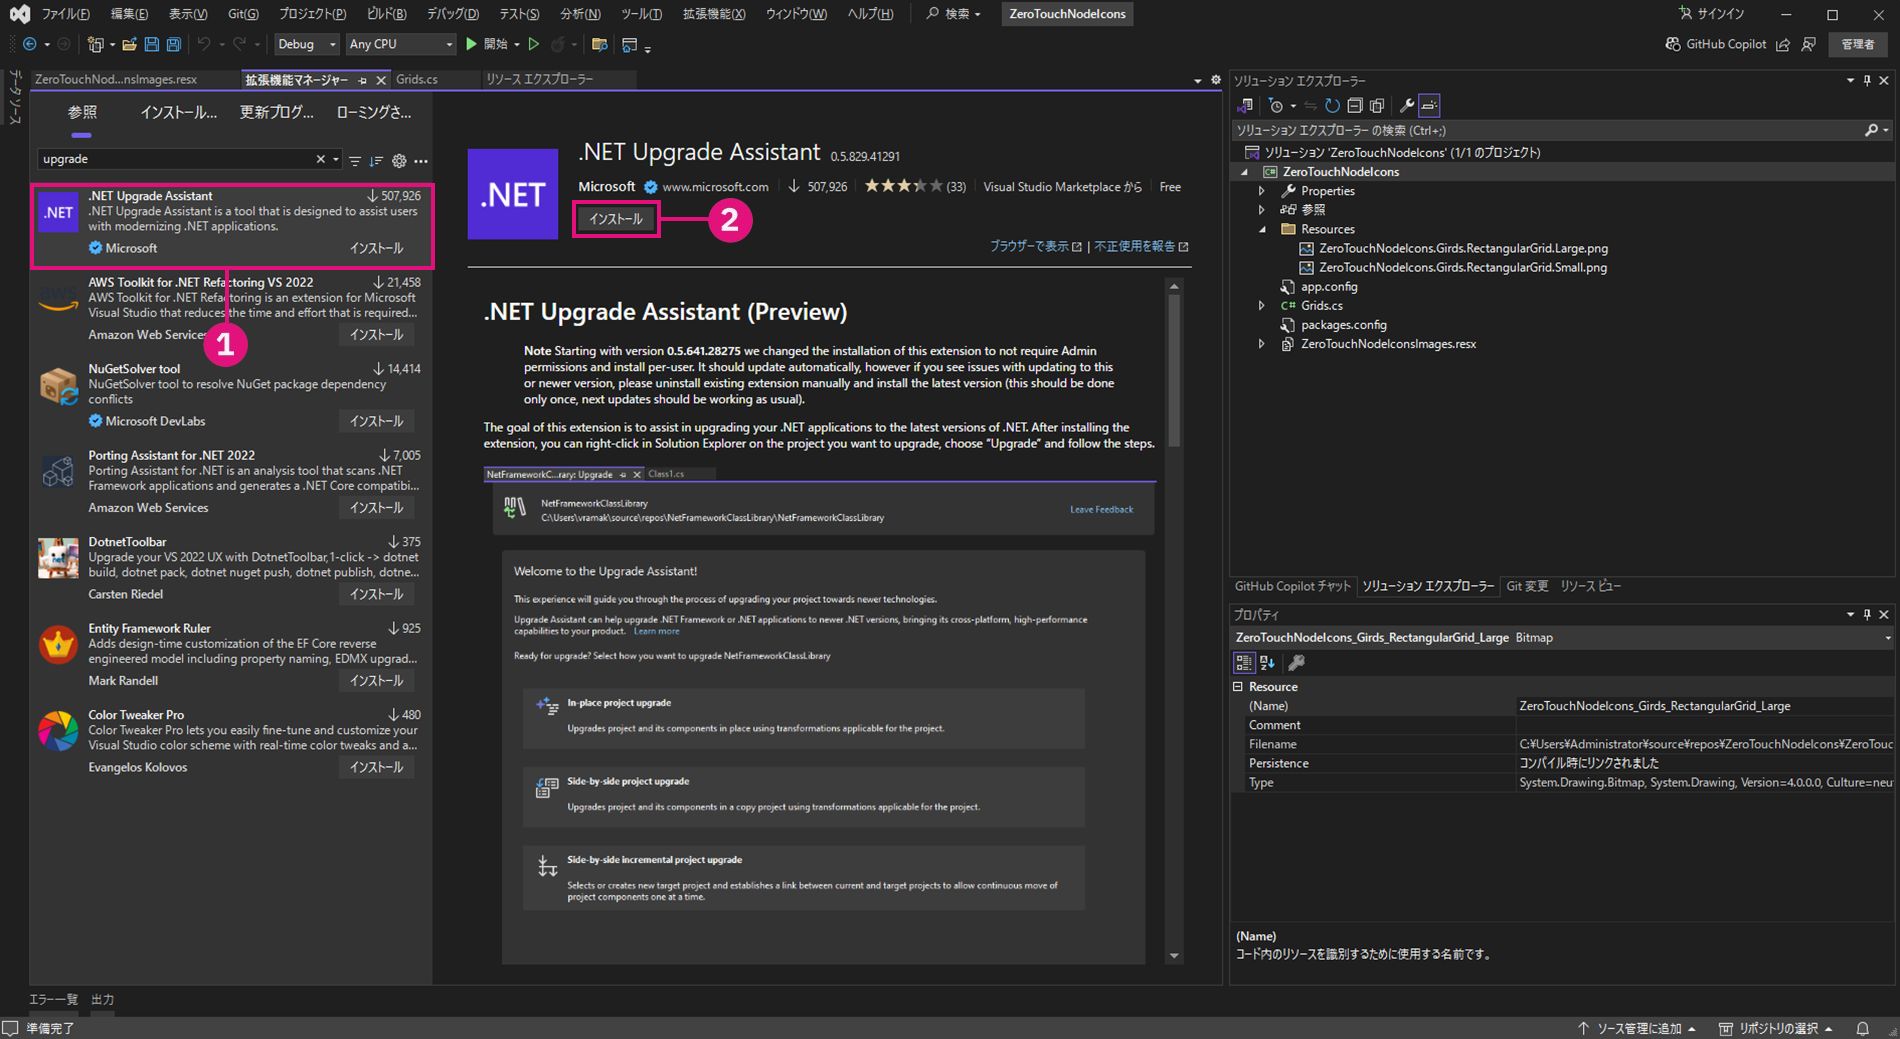 ファイル(F) 編集(E) 表示(V) Git(G) プロジェクト(P) ビルド(B) デバッグ(D) テスト(S) 分析(N) ツール(T) 拡張機能(X) ウィンドウ(W) ヘルプ(H) 検索 ZeroTouchNodeIcons サインイン
Debug Any CPU 開始 GitHub Copilot 管理者
データソース
ZeroTouchNod...nsImages.resx 拡張機能マネージャー Grids.cs リソース エクスプローラー
参照 インストール... 更新プログ... ローミングさ...
upgrade
.NET
.NET Upgrade Assistant 507,926
.NET Upgrade Assistant is a tool that is designed to assist users
with modernizing .NET applications.
Microsoft インストール
aws
AWS Toolkit for .NET Refactoring VS 2022 21,458
AWS Toolkit for .NET Refactoring is an extension for Microsoft
Visual Studio that reduces the time and effort that is required...
Amazon Web Services インストール
1
NuGetSolver tool 14,414
NuGetSolver tool to resolve NuGet package dependency
conflicts
Microsoft DevLabs インストール
Porting Assistant for .NET 2022 7,005
Porting Assistant for .NET is an analysis tool that scans .NET
Framework applications and generates a .NET Core compatibi...
Amazon Web Services インストール
DotnetToolbar 375
Upgrade your VS 2022 UX with DotnetToolbar,1-click -> dotnet
build, dotnet pack, dotnet nuget push, dotnet publish, dotne...
Carsten Riedel インストール
Entity Framework Ruler 925
Adds design-time customization of the EF Core reverse
engineered model including property naming, EDMX upgrad...
Mark Randell インストール
Color Tweaker Pro 480
Color Tweaker Pro lets you easily fine-tune and customize your
Visual Studio color scheme with real-time color tweaks and a...
Evangelos Kolovos インストール
.NET
.NET Upgrade Assistant 0.5.829.41291
Microsoft www.microsoft.com 507,926 (33) Visual Studio Marketplace から Free
インストール
2
ブラウザーで表示 | 不正使用を報告
.NET Upgrade Assistant (Preview)
Note Starting with version 0.5.641.28275 we changed the installation of this extension to not require Admin
permissions and install per-user. It should update automatically, however if you see issues with updating to this
or newer version, please uninstall existing extension manually and install the latest version (this should be done
only once, next updates should be working as usual).
The goal of this extension is to assist in upgrading your .NET applications to the latest versions of .NET. After installing the
extension, you can right-click in Solution Explorer on the project you want to upgrade, choose “Upgrade” and follow the steps.
NetFrameworkC...rary: Upgrade Class1.cs
NetFrameworkClassLibrary
C:\Users\vramak\source\repos\NetFrameworkClassLibrary\NetFrameworkClassLibrary
Leave Feedback
Welcome to the Upgrade Assistant!
This experience will guide you through the process of upgrading your project towards newer technologies.
Upgrade Assistant can help upgrade .NET Framework or .NET applications to newer .NET versions, bringing its cross-platform, high-performance
capabilities to your product. Learn more
Ready for upgrade? Select how you want to upgrade NetFrameworkClassLibrary
In-place project upgrade
Upgrades project and its components in place using transformations applicable for the project.
Side-by-side project upgrade
Upgrades project and its components in a copy project using transformations applicable for the project.
Side-by-side incremental project upgrade
Selects or creates new target project and establishes a link between current and target projects to allow continuous move of
project components one at a time.
ソリューション エクスプローラー
ソリューション エクスプローラー の検索 (Ctrl+;)
ソリューション 'ZeroTouchNodeIcons' (1/1 のプロジェクト)
C# ZeroTouchNodeIcons
Properties
参照
Resources
ZeroTouchNodeIcons.Girds.RectangularGrid.Large.png
ZeroTouchNodeIcons.Girds.RectangularGrid.Small.png
app.config
C# Grids.cs
packages.config
ZeroTouchNodeIconsImages.resx
GitHub Copilot チャット ソリューション エクスプローラー Git 変更 リソース ビュー
プロパティ
ZeroTouchNodeIcons_Girds_RectangularGrid_Large Bitmap
Resource
(Name) ZeroTouchNodeIcons_Girds_RectangularGrid_Large
Comment
Filename C:¥Users¥Administrator¥source¥repos¥ZeroTouchNodeIcons¥ZeroTouc
Persistence コンパイル時にリンクされました
Type System.Drawing.Bitmap, System.Drawing, Version=4.0.0.0, Culture=neu
(Name)
コード内のリソースを識別するために使用する名前です。
エラー一覧 出力
準備完了 ソース管理に追加 リポジトリの選択